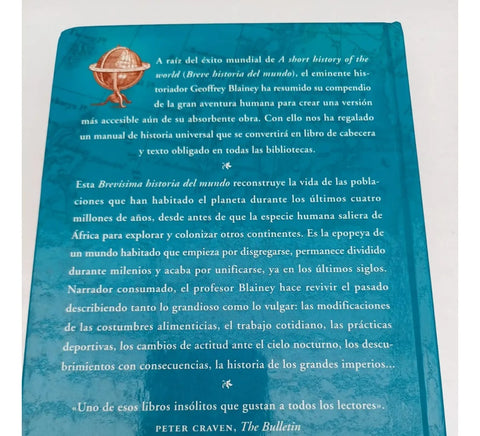 A raíz del éxito mundial de A short history of the
world (Breve historia del mundo), el eminente his-
toriador Geoffrey Blainey ha resumido su compendio
de la gran aventura humana para crear una versión
más accesible aún de su absorbente obra. Con ello nos ha regalado
un manual de historia universal que se convertirá en libro de cabecera
y texto obligado en todas las bibliotecas.
Esta Brevísima historia del mundo reconstruye la vida de las pobla-
ciones que han habitado el planeta durante los últimos cuatro
millones de años, desde antes de que la especie humana saliera de
África para explorar y colonizar otros continentes. Es la epopeya de
un mundo habitado que empieza por disgregarse, permanece dividido
durante milenios y acaba por unificarse, ya en los últimos siglos.
Narrador consumado, el profesor Blainey hace revivir el pasado
describiendo tanto lo grandioso como lo vulgar: las modificaciones
de las costumbres alimenticias, el trabajo cotidiano, las prácticas
deportivas, los cambios de actitud ante el cielo nocturno, los descu-
brimientos con consecuencias, la historia de los grandes imperios...
«Uno de esos libros insólitos que gustan a todos los lectores».
PETER CRAVEN, The Bulletin